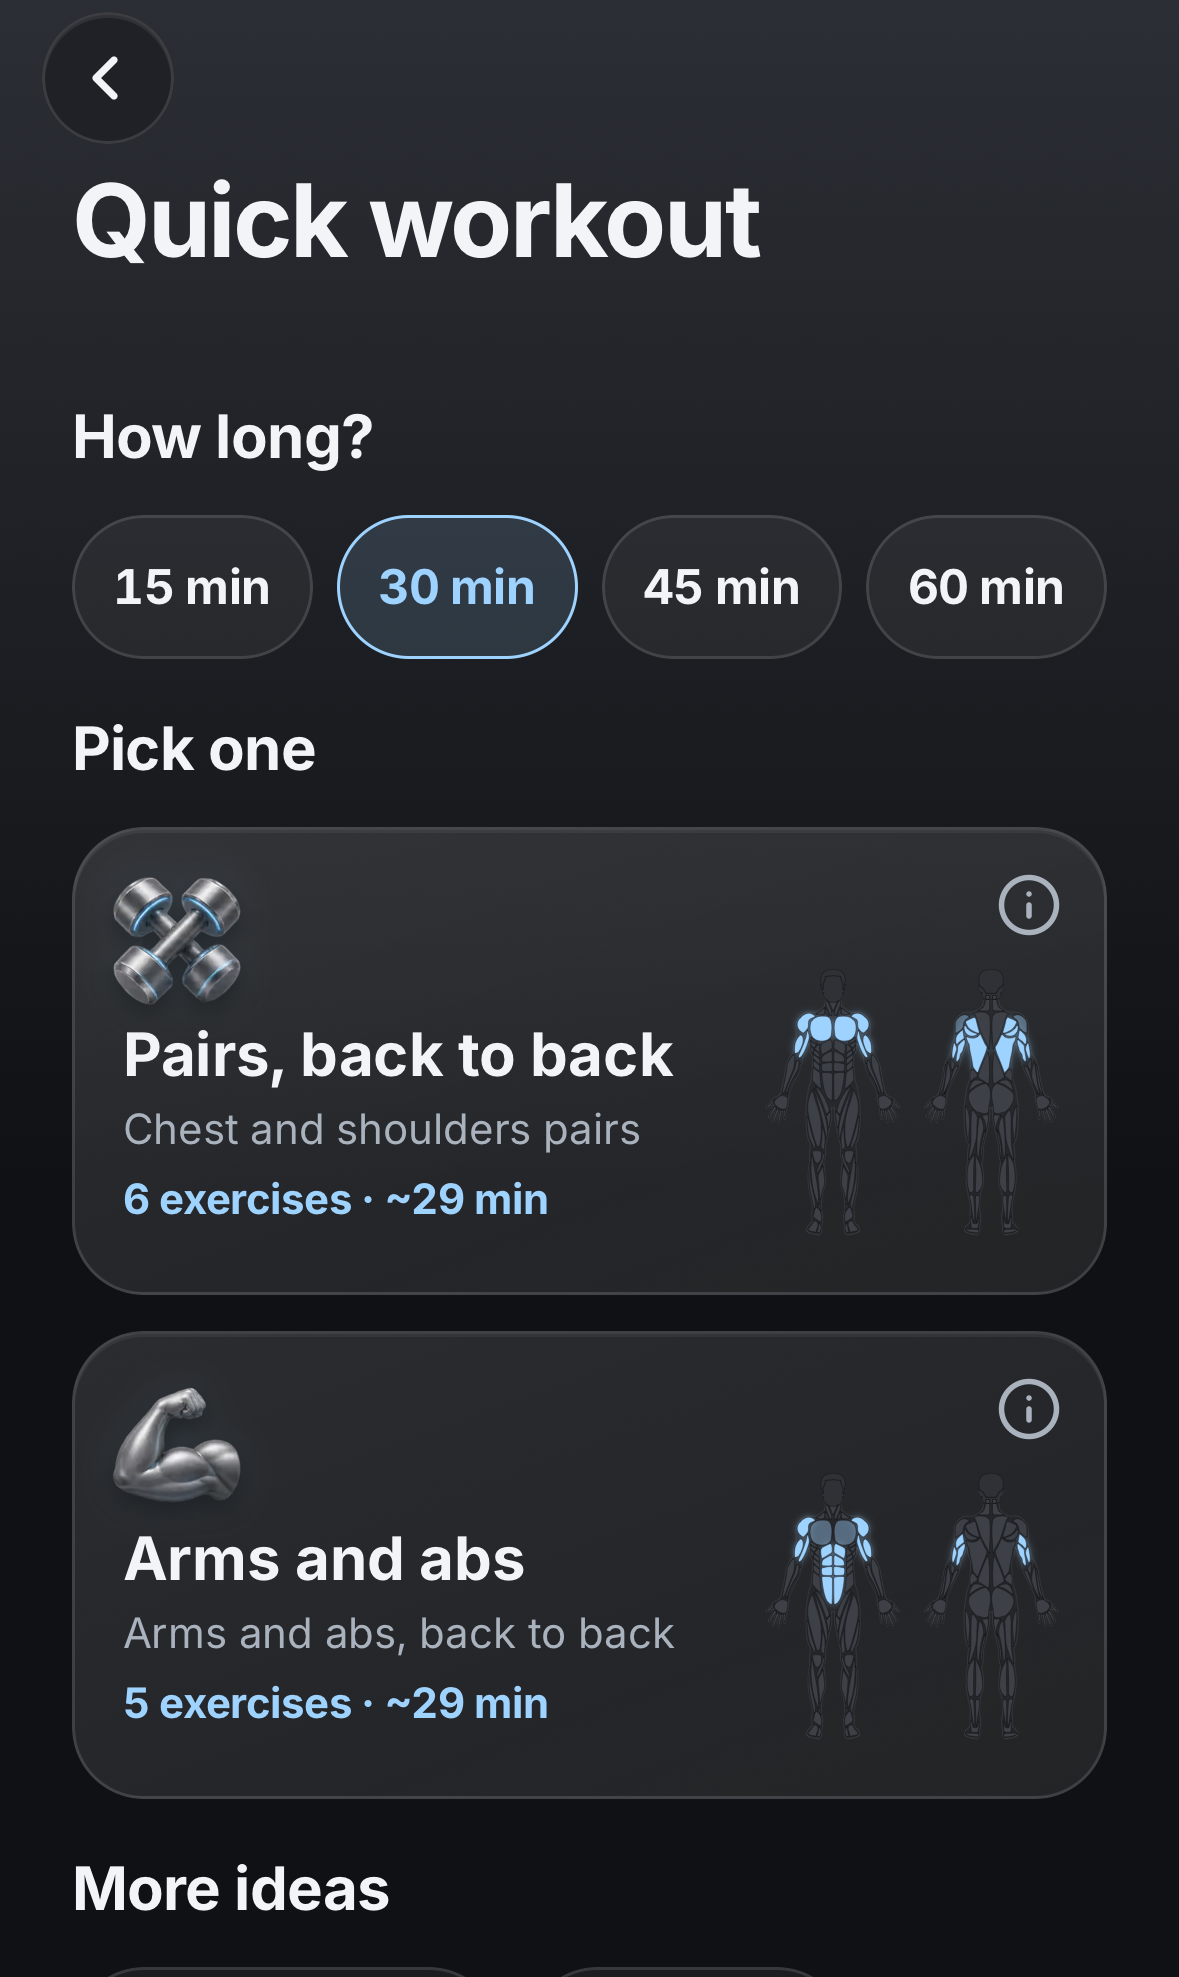 Quick workout
How long?
15 min
30 min
45 min
60 min
Pick one
Pairs, back to back
Chest and shoulders pairs
6 exercises · ~29 min
Arms and abs
Arms and abs, back to back
5 exercises · ~29 min
More ideas